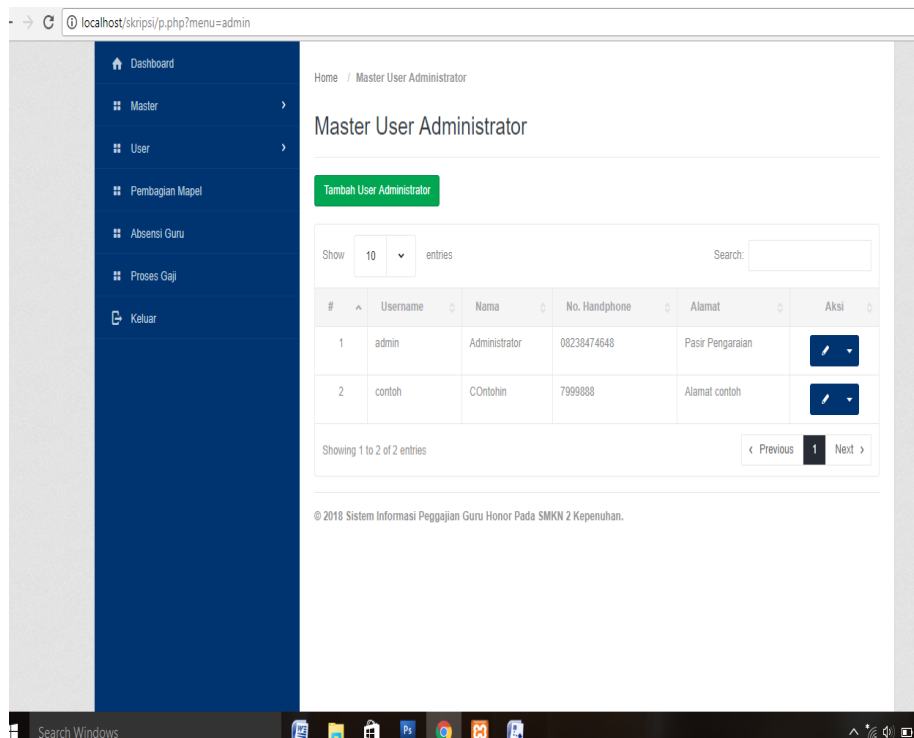 localhost/skripsi/p.php?menu=admin
Dashboard
Master
User
Pembagian Mapel
Absensi Guru
Proses Gaji
Keluar
Home / Master User Administrator
Master User Administrator
Tambah User Administrator
Show 10 entries Search:
# Username Nama No. Handphone Alamat Aksi
1 admin Administrator 08238474648 Pasir Pengaraian
2 contoh COntohin 7999888 Alamat contoh
Showing 1 to 2 of 2 entries ‹ Previous 1 Next ›
© 2018 Sistem Informasi Peggajian Guru Honor Pada SMKN 2 Kepenuhan.
Search Windows Ps